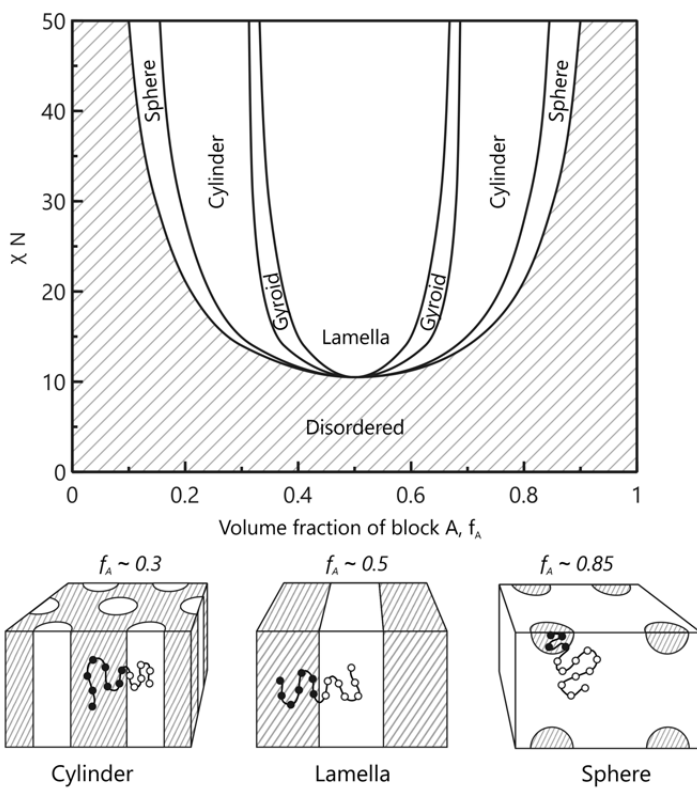 50
40
30
20
10
0
χ N
Sphere
Cylinder
Gyroid
Lamella
Gyroid
Cylinder
Sphere
Disordered
0 0.2 0.4 0.6 0.8 1
Volume fraction of block A, fA
fA ~ 0.3 fA ~ 0.5 fA ~ 0.85
Cylinder Lamella Sphere